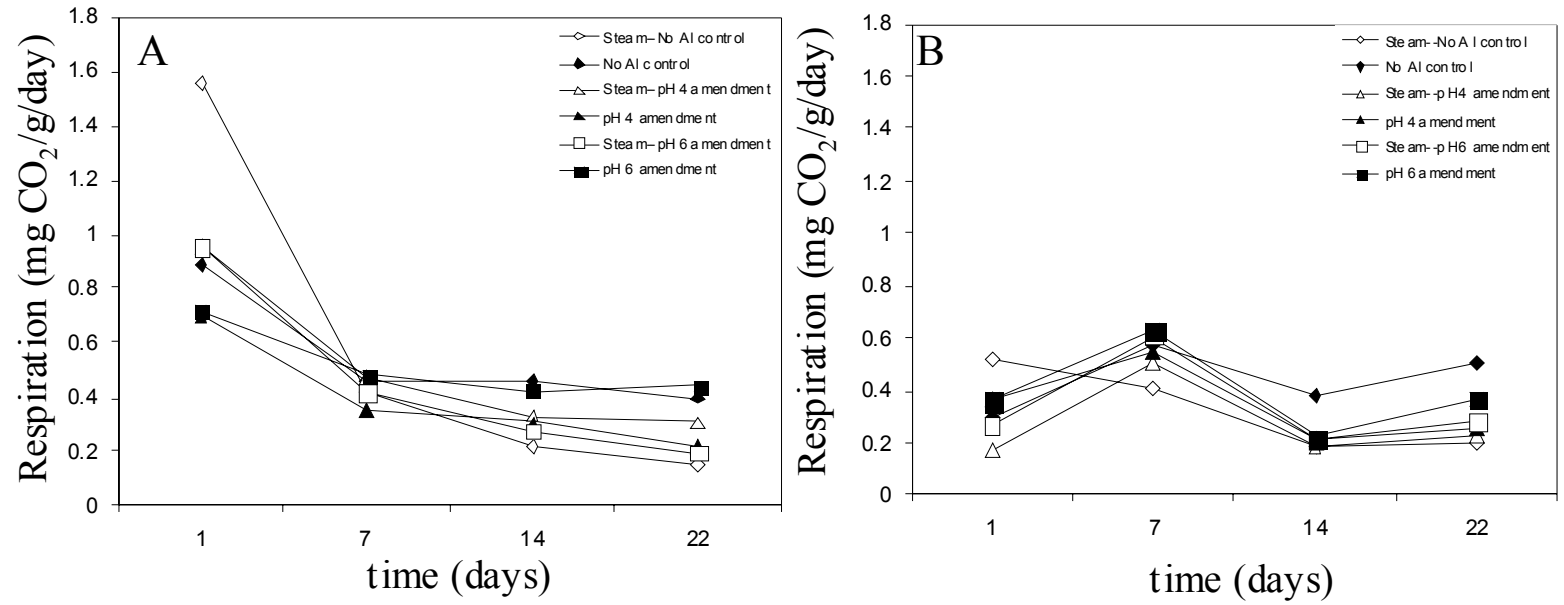 A
Respiration (mg CO2/g/day)
1.8
1.6
1.4
1.2
1
0.8
0.6
0.4
0.2
0
Steam--No Al control
No Al control
Steam--pH 4 amendment
pH 4 amendment
Steam--pH 6 amendment
pH 6 amendment
1 7 14 22
time (days)
B
Respiration (mg CO2/g/day)
1.8
1.6
1.4
1.2
1
0.8
0.6
0.4
0.2
0
Steam--No Al control
No Al control
Steam--pH4 amendment
pH 4 amendment
Steam--pH6 amendment
pH 6 amendment
1 7 14 22
time (days)